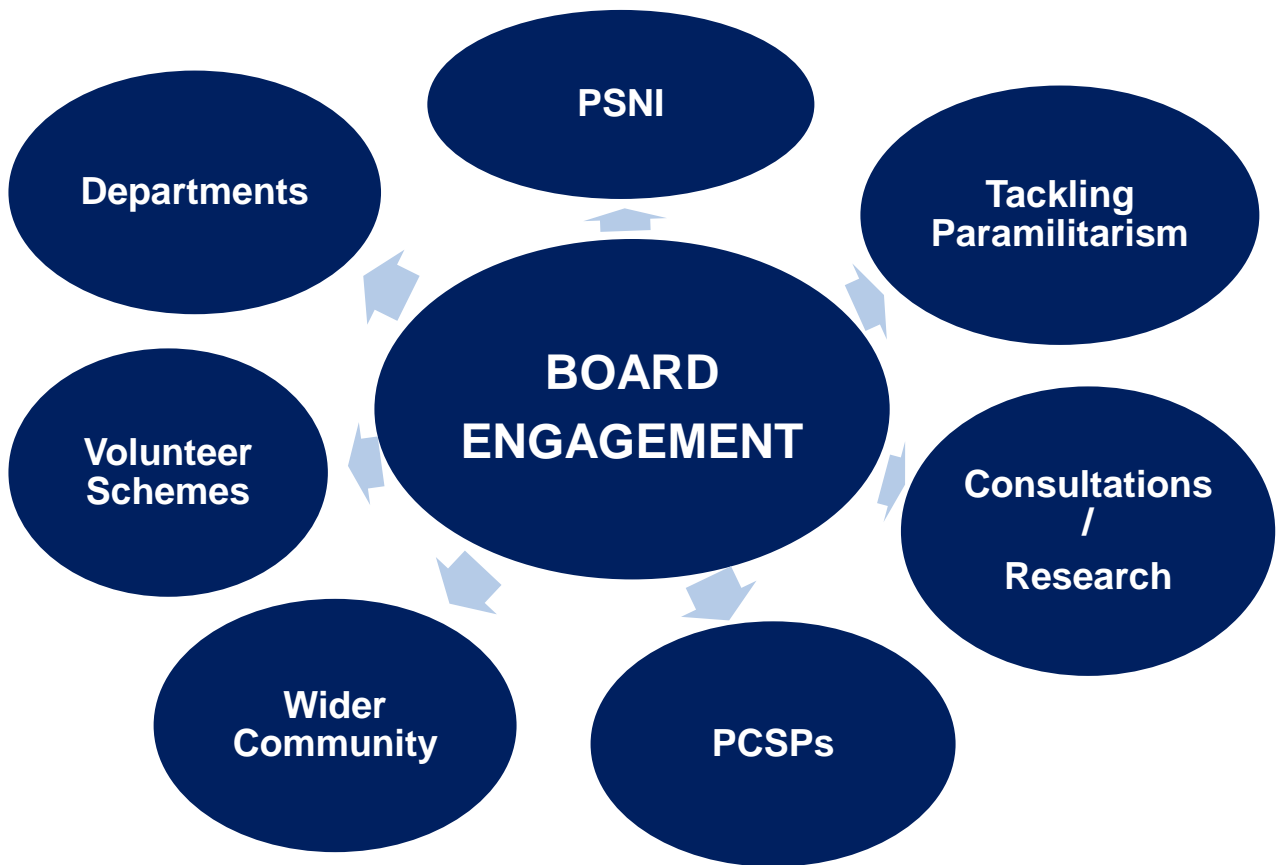 PSNI
Departments
Tackling
Paramilitarism
BOARD
ENGAGEMENT
Volunteer
Schemes
Consultations
/
Research
Wider
Community
PCSPs